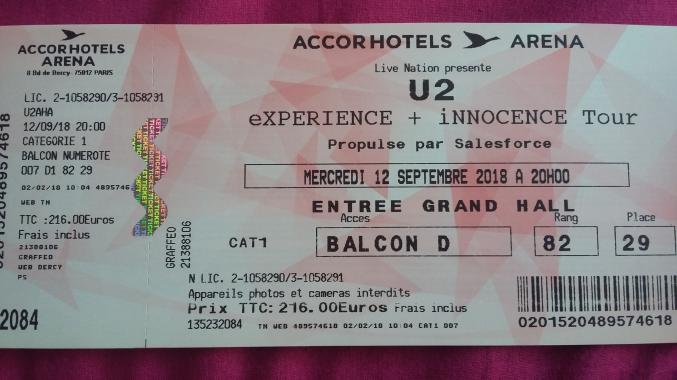 ACCORHOTELS
ARENA
8 Bd de Bercy - 75012 PARIS
LIC. 2-1058290/3-1058291
U2AHA
12/09/18 20:00
CATEGORIE 1
BALCON NUMEROTE
007 D1 82 29
02/02/18 10 04 4895746
WEB TM
TTC :216.00Euros
Frais inclus
21388106
GRAFFEO
WEB BERCY
PS
2084
0201520489574618
GRAFFEO
21388106
ACCORHOTELS ARENA
Live Nation presente
U2
eXPERIENCE + iNNOCENCE Tour
Propulse par Salesforce
MERCREDI 12 SEPTEMBRE 2018 A 20H00
ENTREE GRAND HALL
Acces Rang Place
CAT1 BALCON D 82 29
N LIC. 2-1058290/3-1058291
Appareils photos et cameras interdits
Prix TTC: 216.00Euros Frais inclus
135232084 TM WEB 489574618 02/02/18 10:04 CAT1 007
0201520489574618